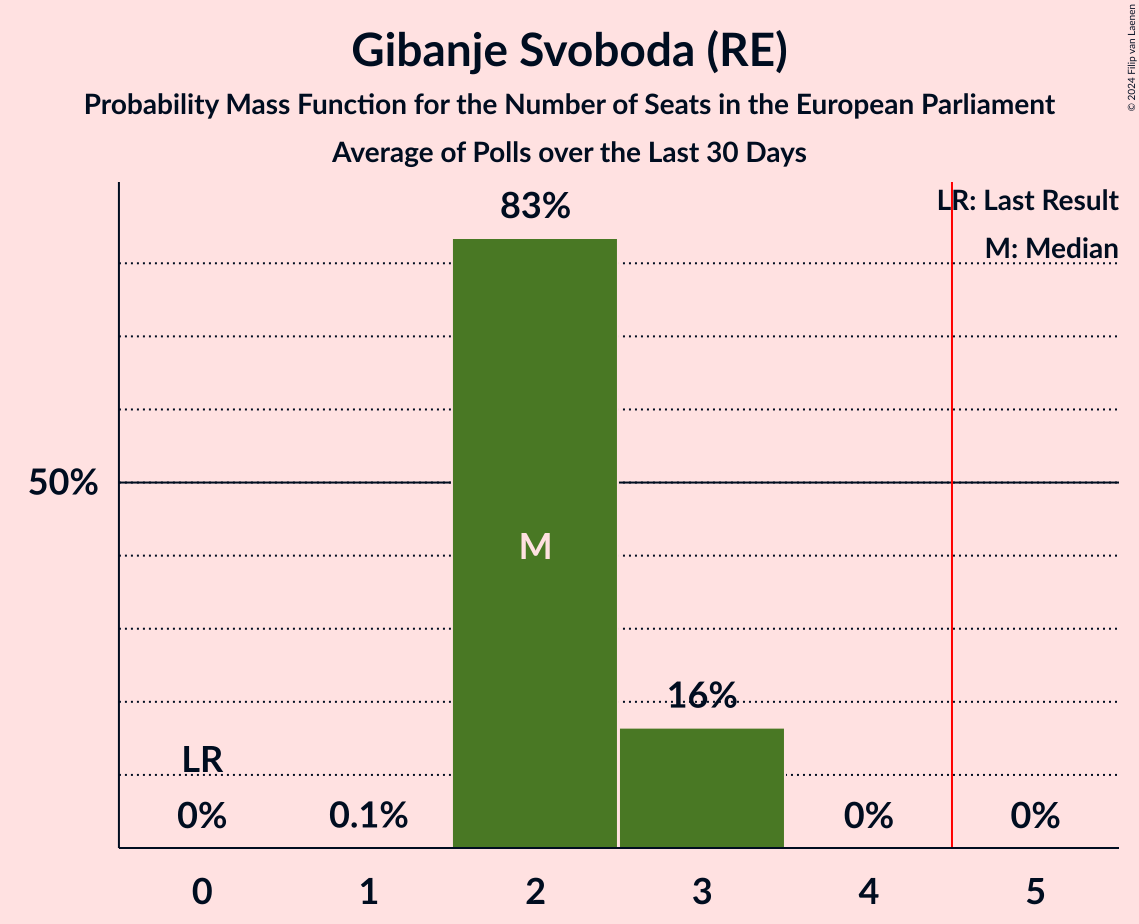 Gibanje Svoboda (RE)
Probability Mass Function for the Number of Seats in the European Parliament
Average of Polls over the Last 30 Days
© 2024 Filip van Laenen
LR: Last Result
M: Median
83%
50%
M
16%
LR
0%
0.1%
0%
0%
0
1
2
3
4
5